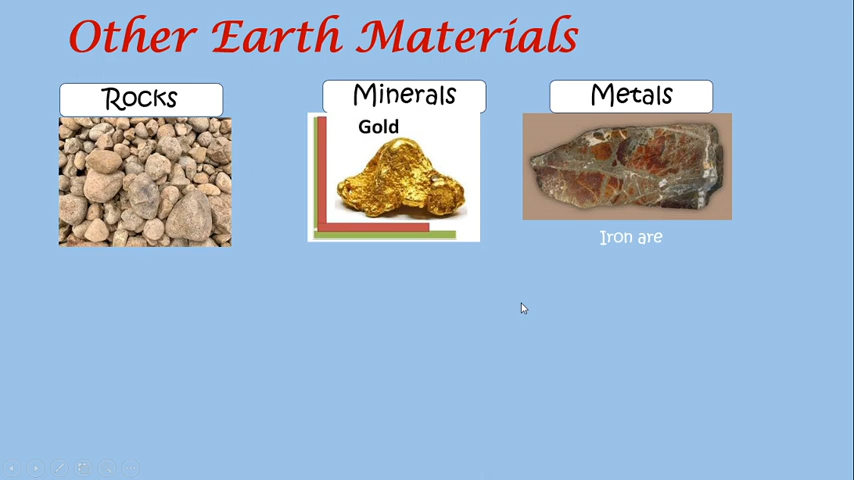 Other Earth Materials
Rocks
Minerals
Metals
Gold
Iron are